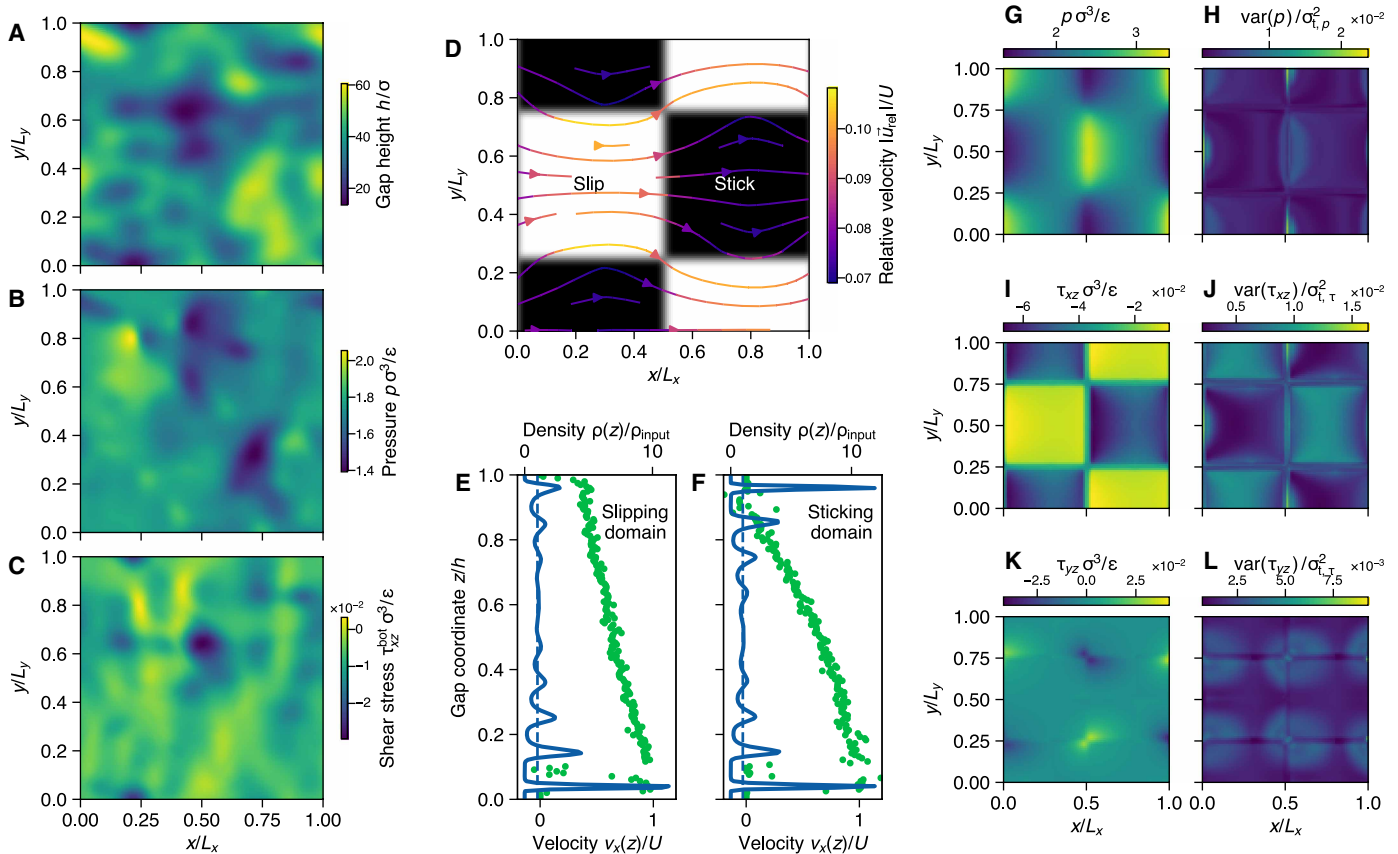 A
1.0
0.8
0.6
0.4
0.2
0.0
y/L_y
60
40
20
Gap height h/σ
B
1.0
0.8
0.6
0.4
0.2
0.0
y/L_y
2.0
1.8
1.6
1.4
Pressure p σ³/ε
C
1.0
0.8
0.6
0.4
0.2
0.0
y/L_y
0.00 0.25 0.50 0.75 1.00
x/L_x
×10⁻²
0
−1
−2
Shear stress τ_xz^bot σ³/ε
D
1.0
0.8
0.6
0.4
0.2
0.0
y/L_y
Slip
Stick
0.0 0.2 0.4 0.6 0.8 1.0
x/L_x
0.10
0.09
0.08
0.07
Relative velocity |u⃗_rel|/U
Density ρ(z)/ρ_input
0 10
E
1.0
0.8
0.6
0.4
0.2
0.0
Gap coordinate z/h
Slipping
domain
0 1
Velocity v_x(z)/U
Density ρ(z)/ρ_input
0 10
F
Sticking
domain
0 1
Velocity v_x(z)/U
G
p σ³/ε
2 3
1.00
0.75
0.50
0.25
0.00
y/L_y
H
var(p)/σ²_t,p
×10⁻²
1 2
I
τ_xz σ³/ε
×10⁻²
−6 −4 −2
1.00
0.75
0.50
0.25
0.00
y/L_y
J
var(τ_xz)/σ²_t,τ
×10⁻²
0.5 1.0 1.5
K
τ_yz σ³/ε
×10⁻²
−2.5 0.0 2.5
1.00
0.75
0.50
0.25
0.00
y/L_y
0.0 0.5 1.0
x/L_x
L
var(τ_yz)/σ²_t,τ
×10⁻³
2.5 5.0 7.5
0.0 0.5 1.0
x/L_x